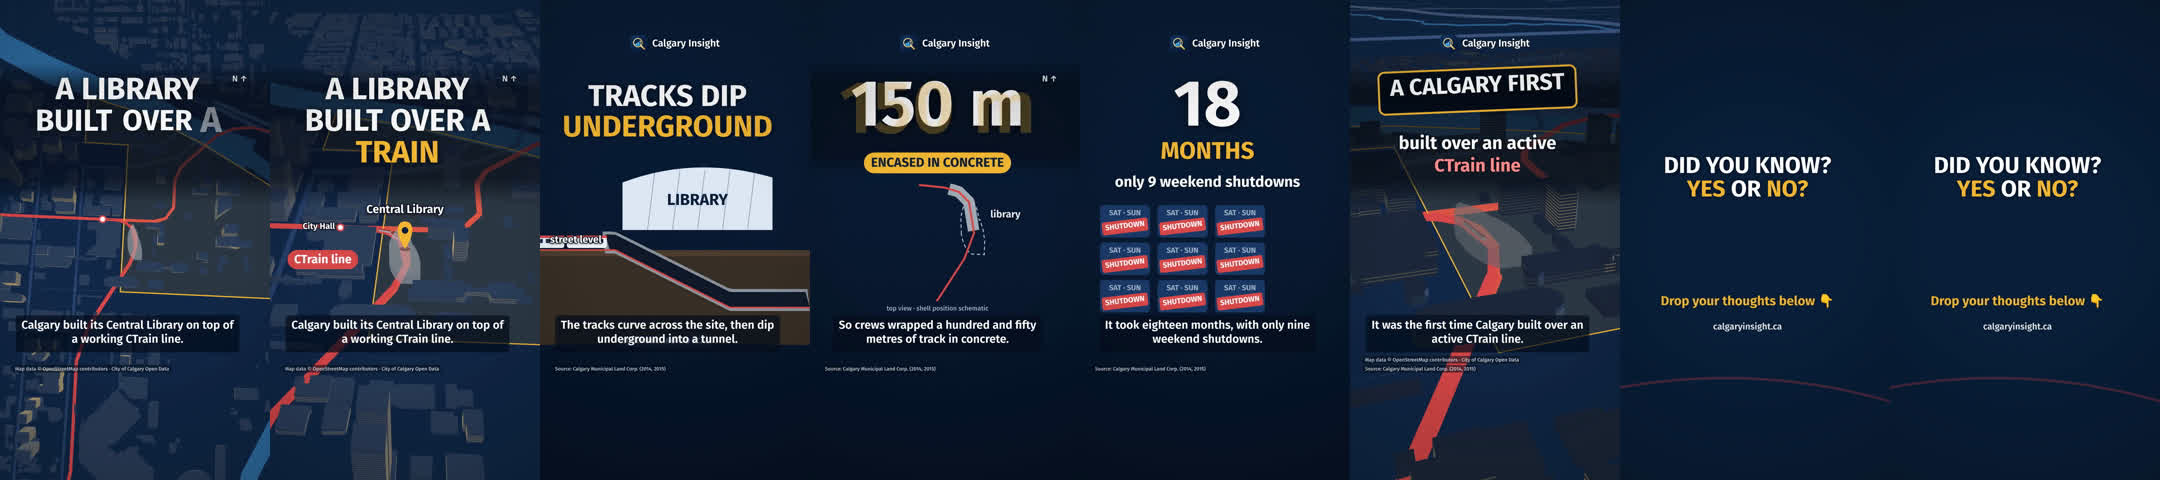 N ↑
A LIBRARY
BUILT OVER A
Calgary built its Central Library on top of
a working CTrain line.
Map data © OpenStreetMap contributors · City of Calgary Open Data
N ↑
A LIBRARY
BUILT OVER A
TRAIN
Central Library
City Hall
CTrain line
Calgary built its Central Library on top of
a working CTrain line.
Map data © OpenStreetMap contributors · City of Calgary Open Data
Calgary Insight
TRACKS DIP
UNDERGROUND
LIBRARY
street level
The tracks curve across the site, then dip
underground into a tunnel.
Source: Calgary Municipal Land Corp. (2014, 2015)
Calgary Insight
N ↑
150 m
ENCASED IN CONCRETE
library
top view · shell position schematic
So crews wrapped a hundred and fifty
metres of track in concrete.
Source: Calgary Municipal Land Corp. (2014, 2015)
Calgary Insight
18
MONTHS
only 9 weekend shutdowns
SAT · SUN SAT · SUN SAT · SUN
SHUTDOWN SHUTDOWN SHUTDOWN
SAT · SUN SAT · SUN SAT · SUN
SHUTDOWN SHUTDOWN SHUTDOWN
SAT · SUN SAT · SUN SAT · SUN
SHUTDOWN SHUTDOWN SHUTDOWN
It took eighteen months, with only nine
weekend shutdowns.
Source: Calgary Municipal Land Corp. (2014, 2015)
Calgary Insight
A CALGARY FIRST
built over an active
CTrain line
It was the first time Calgary built over an
active CTrain line.
Map data © OpenStreetMap contributors · City of Calgary Open Data
Source: Calgary Municipal Land Corp. (2014, 2015)
DID YOU KNOW?
YES OR NO?
Drop your thoughts below 👇
calgaryinsight.ca
DID YOU KNOW?
YES OR NO?
Drop your thoughts below 👇
calgaryinsight.ca